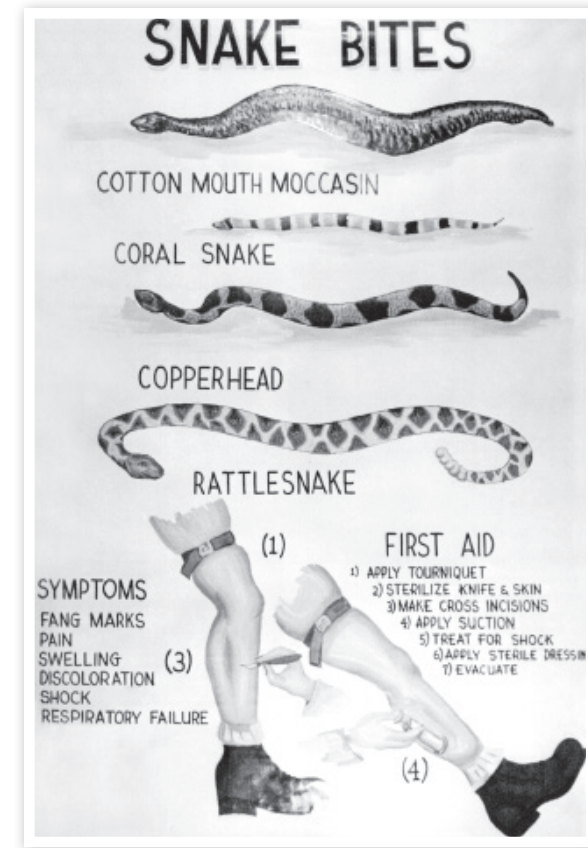 SNAKE BITES
COTTON MOUTH MOCCASIN
CORAL SNAKE
COPPERHEAD
RATTLESNAKE
(1)
SYMPTOMS
FANG MARKS
PAIN
SWELLING
DISCOLORATION
SHOCK
RESPIRATORY FAILURE
(3)
FIRST AID
1) APPLY TOURNIQUET
2) STERILIZE KNIFE & SKIN
3) MAKE CROSS INCISIONS
4) APPLY SUCTION
5) TREAT FOR SHOCK
6) APPLY STERILE DRESSIN
7) EVACUATE
(4)